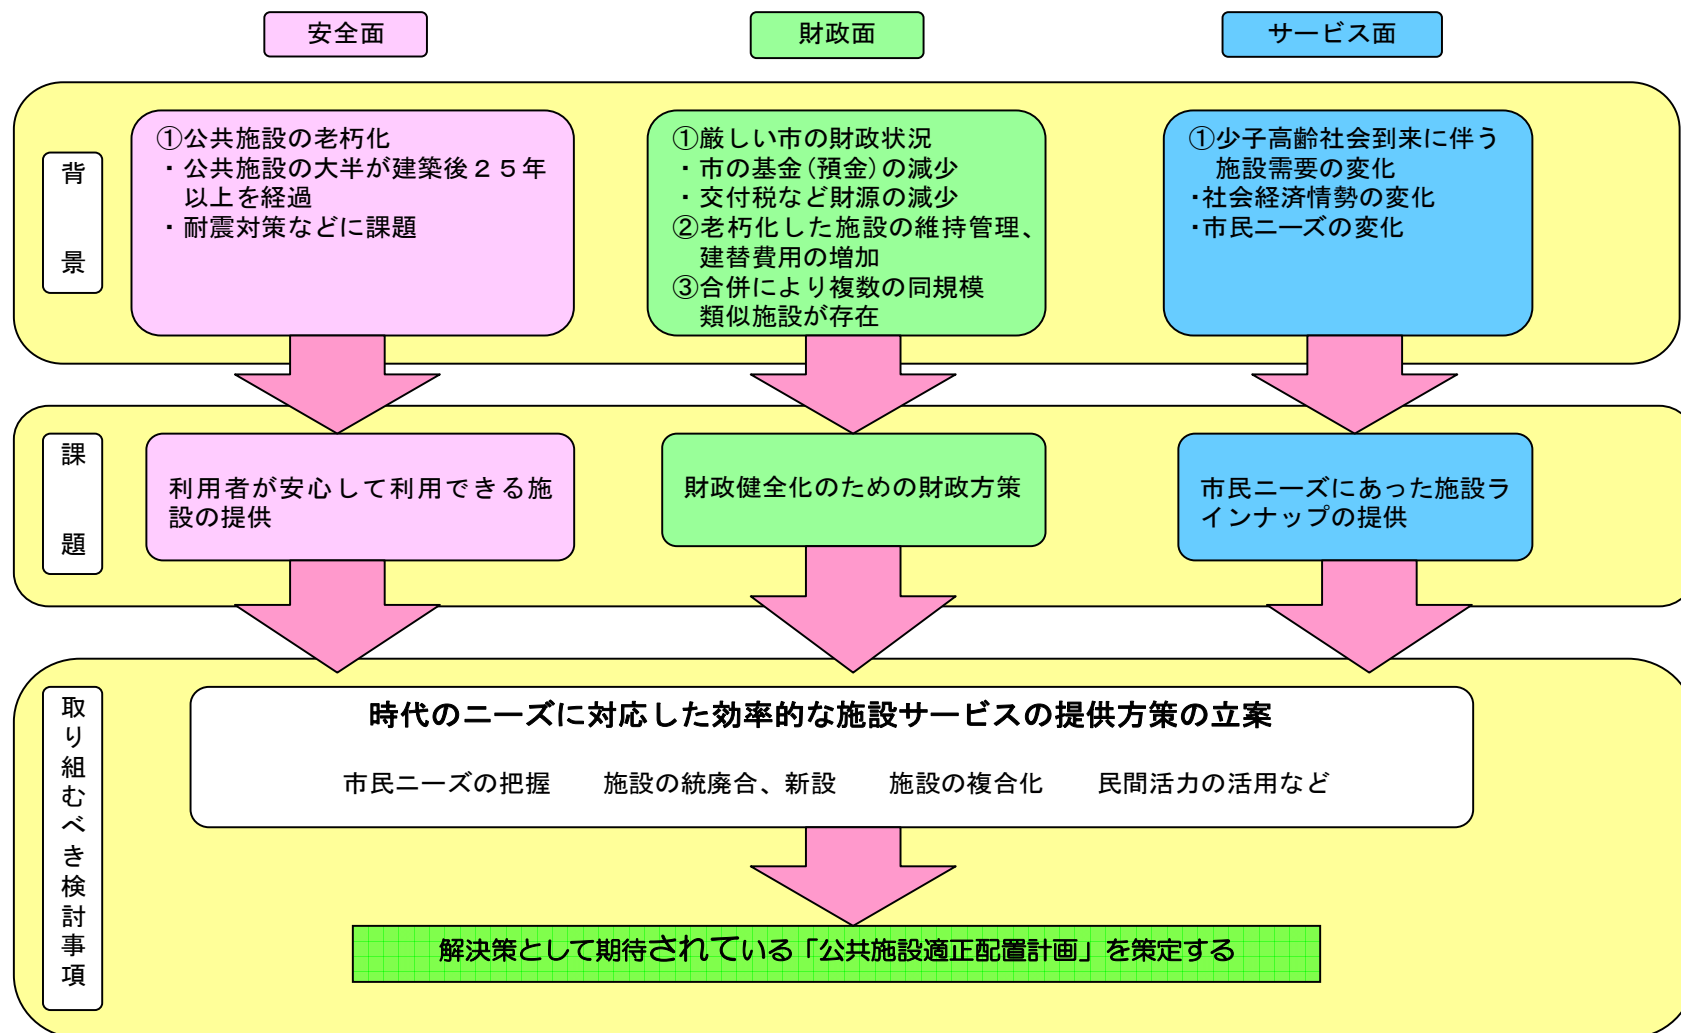 安全面
財政面
サービス面
背景
①公共施設の老朽化
・公共施設の大半が建築後２５年
以上を経過
・耐震対策などに課題
①厳しい市の財政状況
・市の基金(預金)の減少
・交付税など財源の減少
②老朽化した施設の維持管理、
建替費用の増加
③合併により複数の同規模
類似施設が存在
①少子高齢社会到来に伴う
施設需要の変化
・社会経済情勢の変化
・市民ニーズの変化
課題
利用者が安心して利用できる施
設の提供
財政健全化のための財政方策
市民ニーズにあった施設ラ
インナップの提供
取り組むべき検討事項
時代のニーズに対応した効率的な施設サービスの提供方策の立案
市民ニーズの把握　施設の統廃合、新設　施設の複合化　民間活力の活用など
解決策として期待されている「公共施設適正配置計画」を策定する